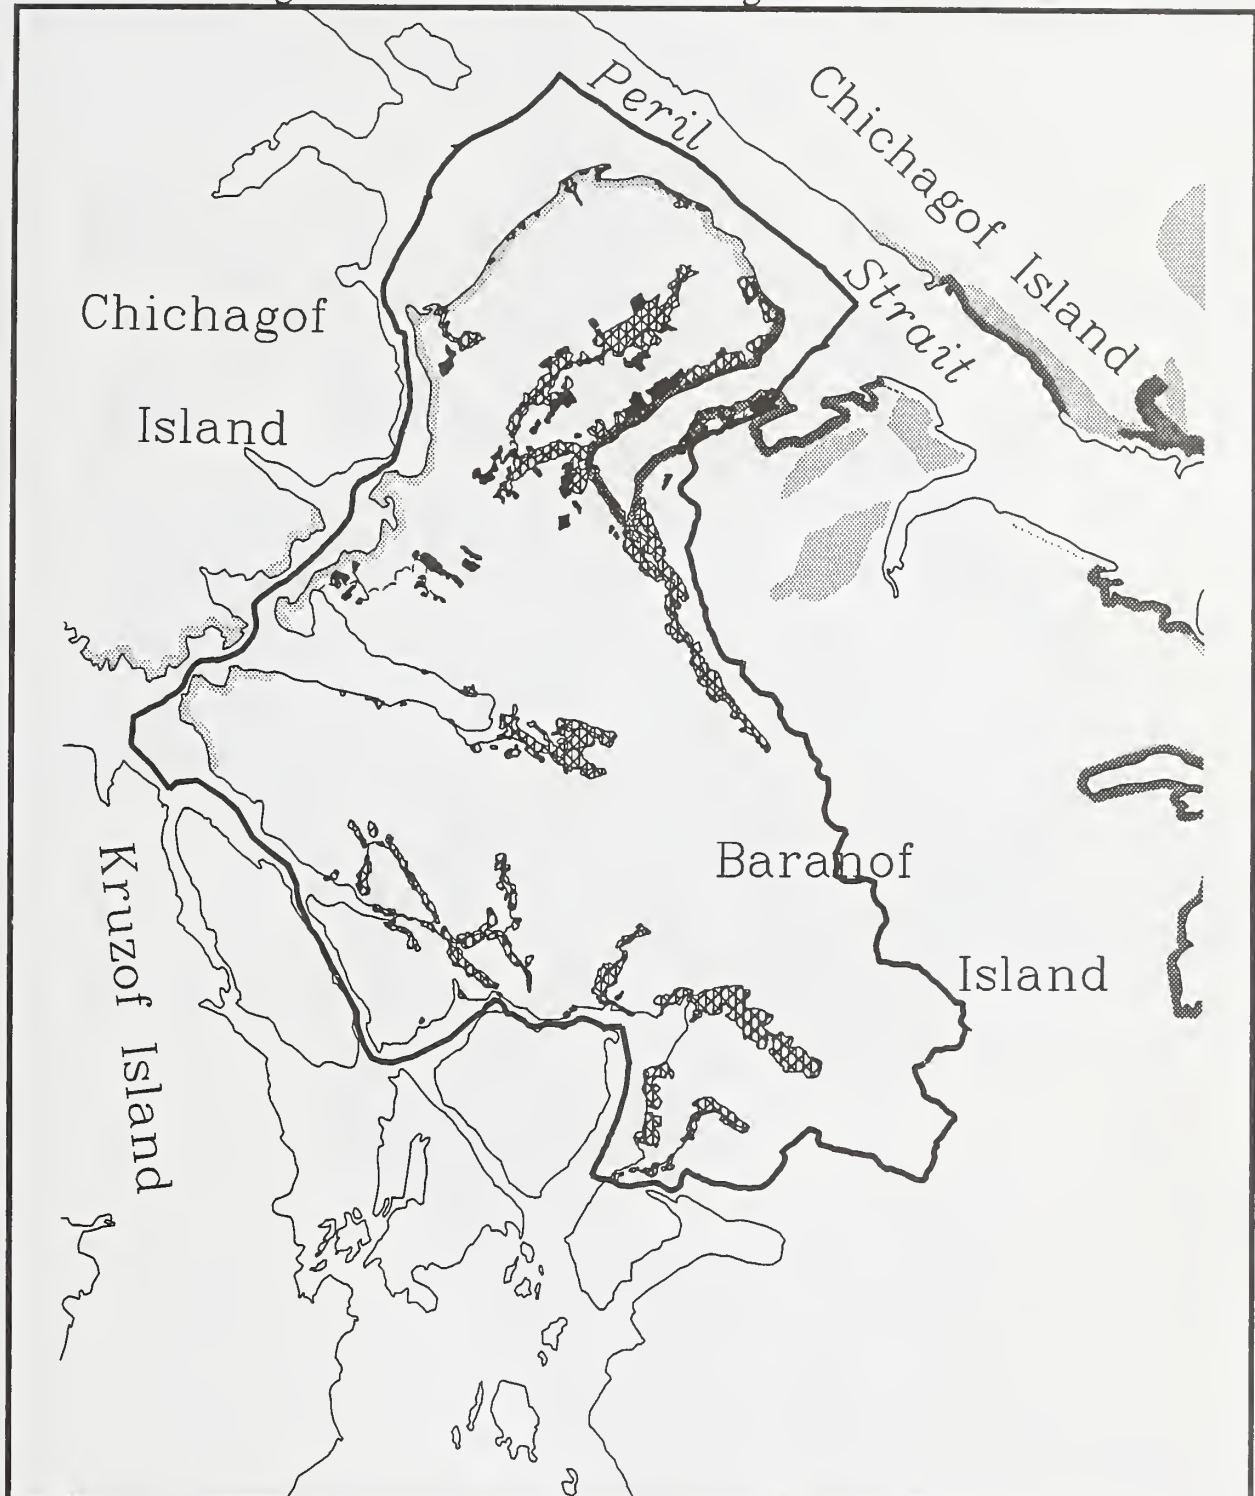 Peril
Strait
Chichagof Island
Chichagof
Island
Baranof
Island
Kruzof Island